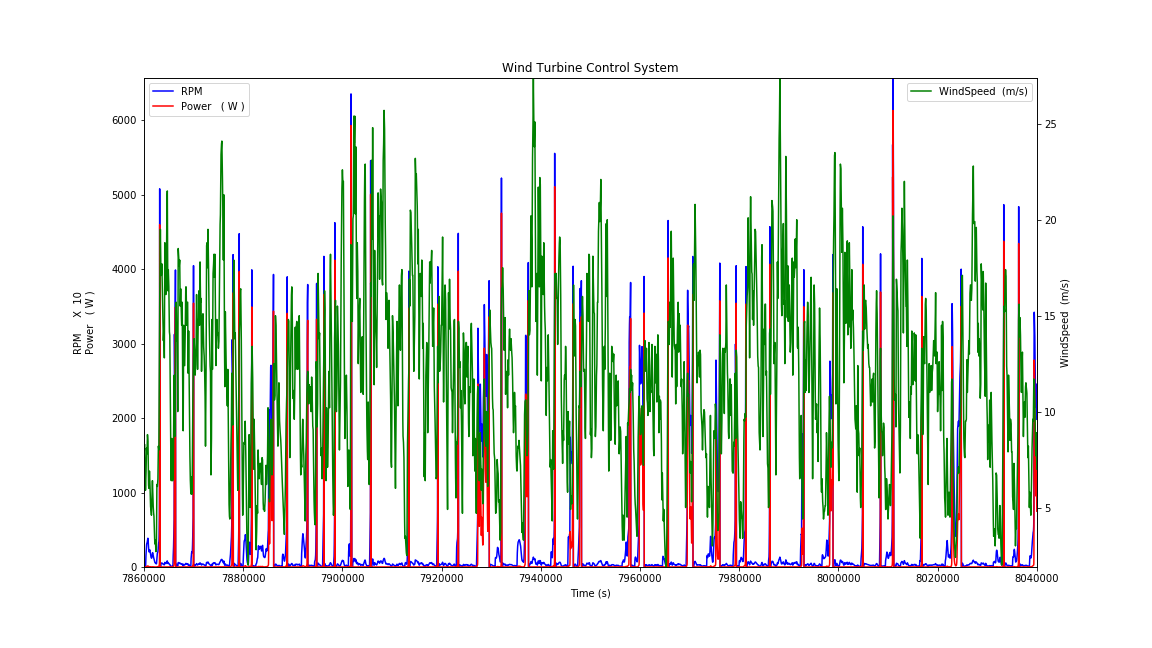 Wind Turbine Control System
RPM
Power ( W )
WindSpeed (m/s)
6000
5000
4000
3000
2000
1000
0
RPM X 10
Power ( W )
25
20
15
10
5
WindSpeed (m/s)
7860000 7880000 7900000 7920000 7940000 7960000 7980000 8000000 8020000 8040000
Time (s)